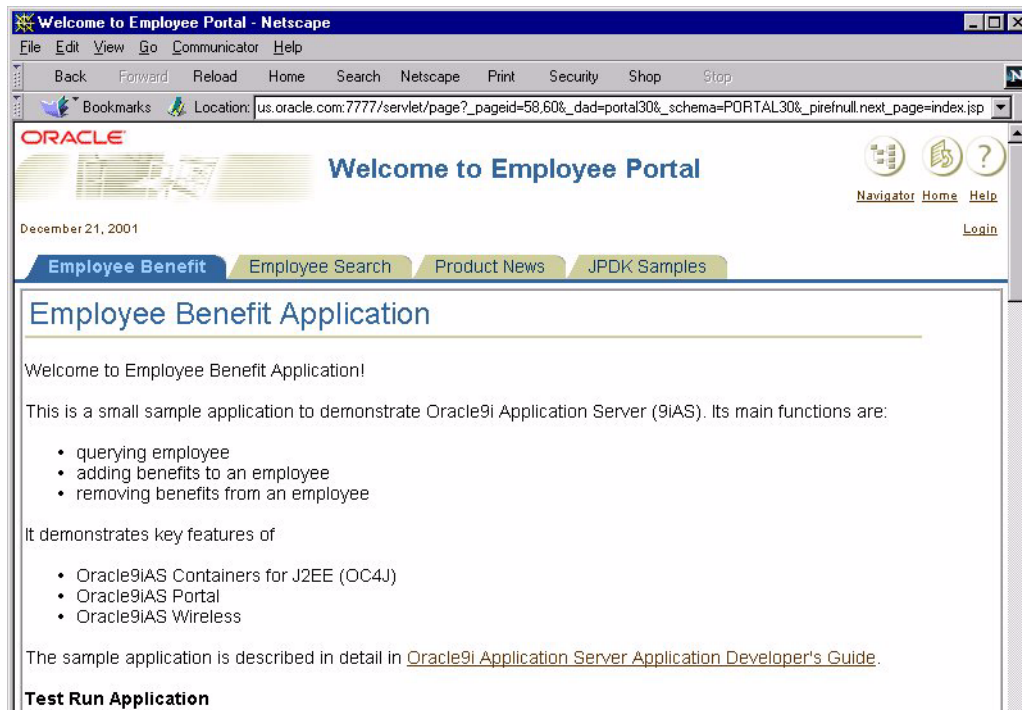 Welcome to Employee Portal - Netscape
File Edit View Go Communicator Help
Back Forward Reload Home Search Netscape Print Security Shop Stop
Bookmarks Location: us.oracle.com:7777/servlet/page?_pageid=58,60&_dad=portal30&_schema=PORTAL30&_pirefnull.next_page=index.jsp
ORACLE
Welcome to Employee Portal
Navigator Home Help
December 21, 2001
Login
Employee Benefit Employee Search Product News JPDK Samples
Employee Benefit Application
Welcome to Employee Benefit Application!
This is a small sample application to demonstrate Oracle9i Application Server (9iAS). Its main functions are:
• querying employee
• adding benefits to an employee
• removing benefits from an employee
It demonstrates key features of
• Oracle9iAS Containers for J2EE (OC4J)
• Oracle9iAS Portal
• Oracle9iAS Wireless
The sample application is described in detail in Oracle9i Application Server Application Developer's Guide.
Test Run Application